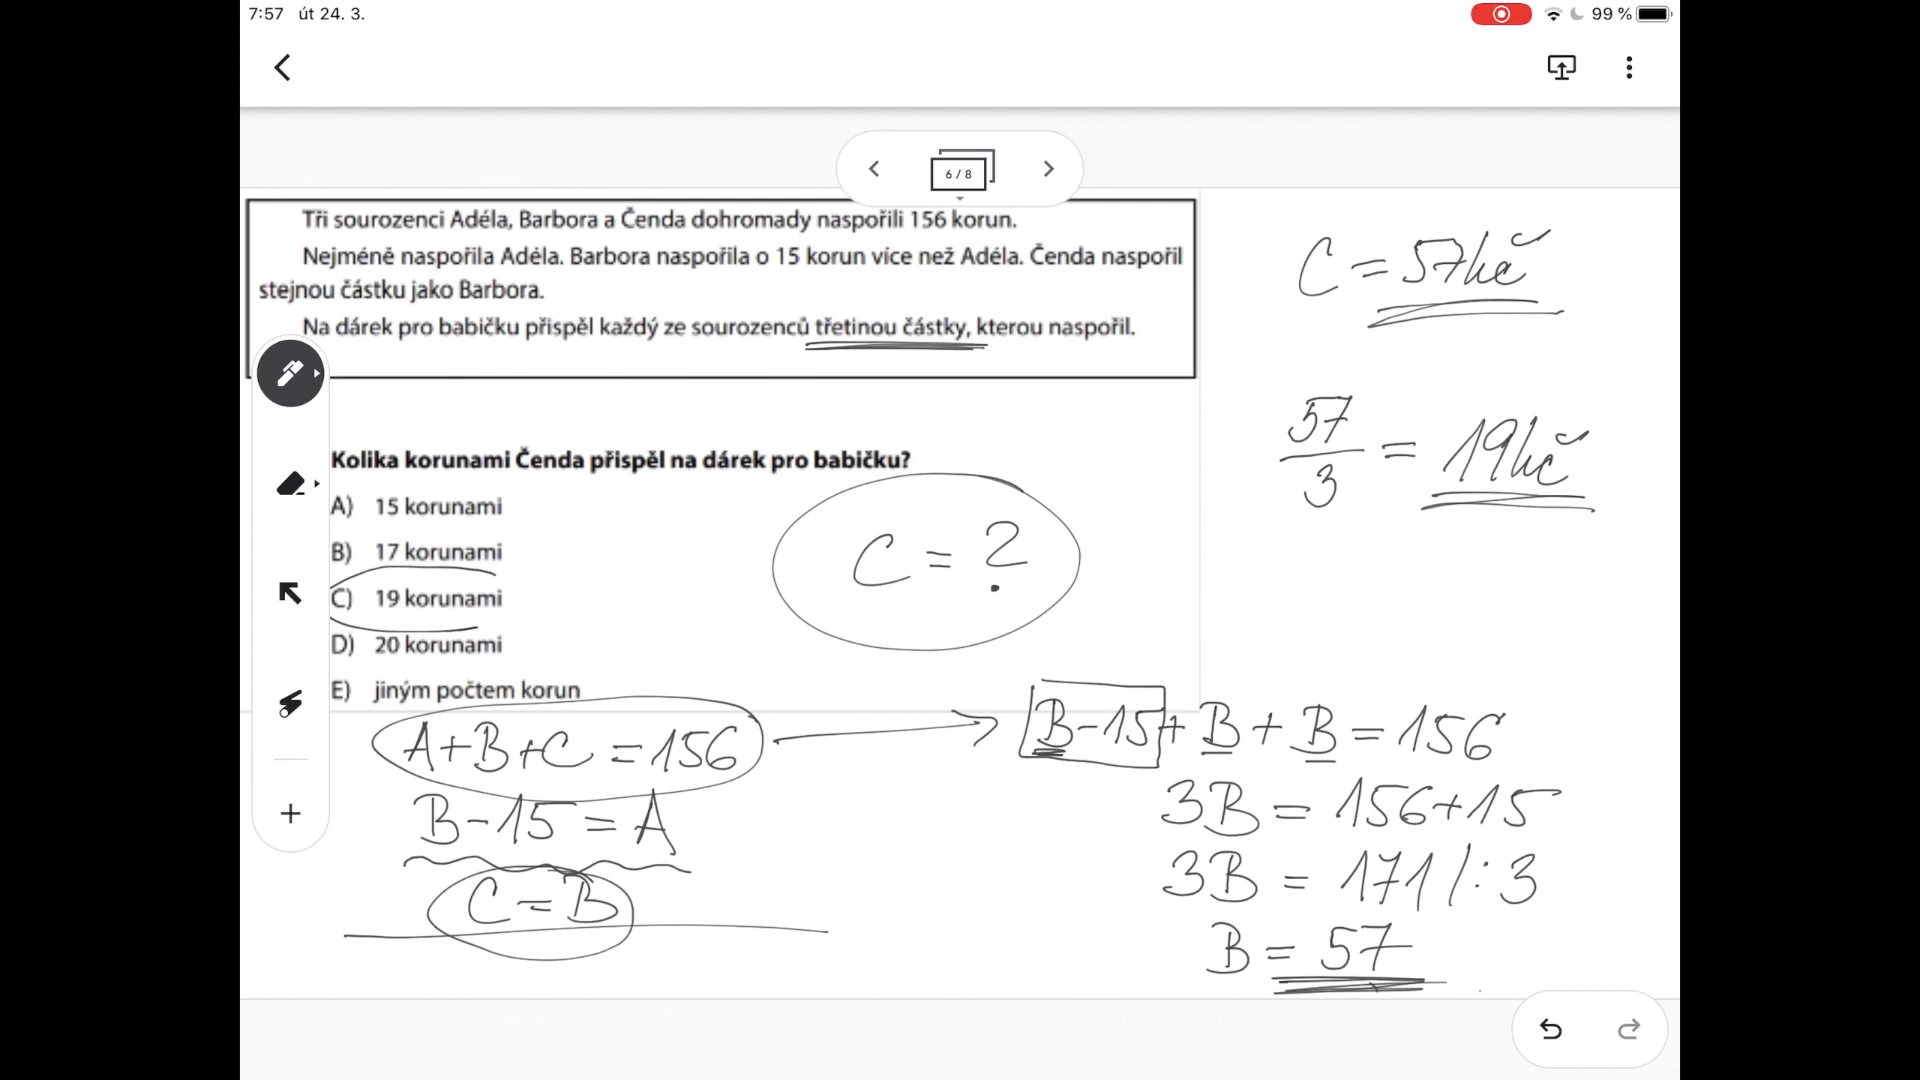 7:57 út 24. 3.
99 %
6 / 8
Tři sourozenci Adéla, Barbora a Čenda dohromady naspořili 156 korun.
Nejméně naspořila Adéla. Barbora naspořila o 15 korun více než Adéla. Čenda naspořil
stejnou částku jako Barbora.
Na dárek pro babičku přispěl každý ze sourozenců třetinou částky, kterou naspořil.
Kolika korunami Čenda přispěl na dárek pro babičku?
A) 15 korunami
B) 17 korunami
C) 19 korunami
D) 20 korunami
E) jiným počtem korun
C = ?
C = 57kč
57/3 = 19kč
A+B+C = 156
B-15 = A
C = B
B-15 + B + B = 156
3B = 156+15
3B = 171 /:3
B = 57